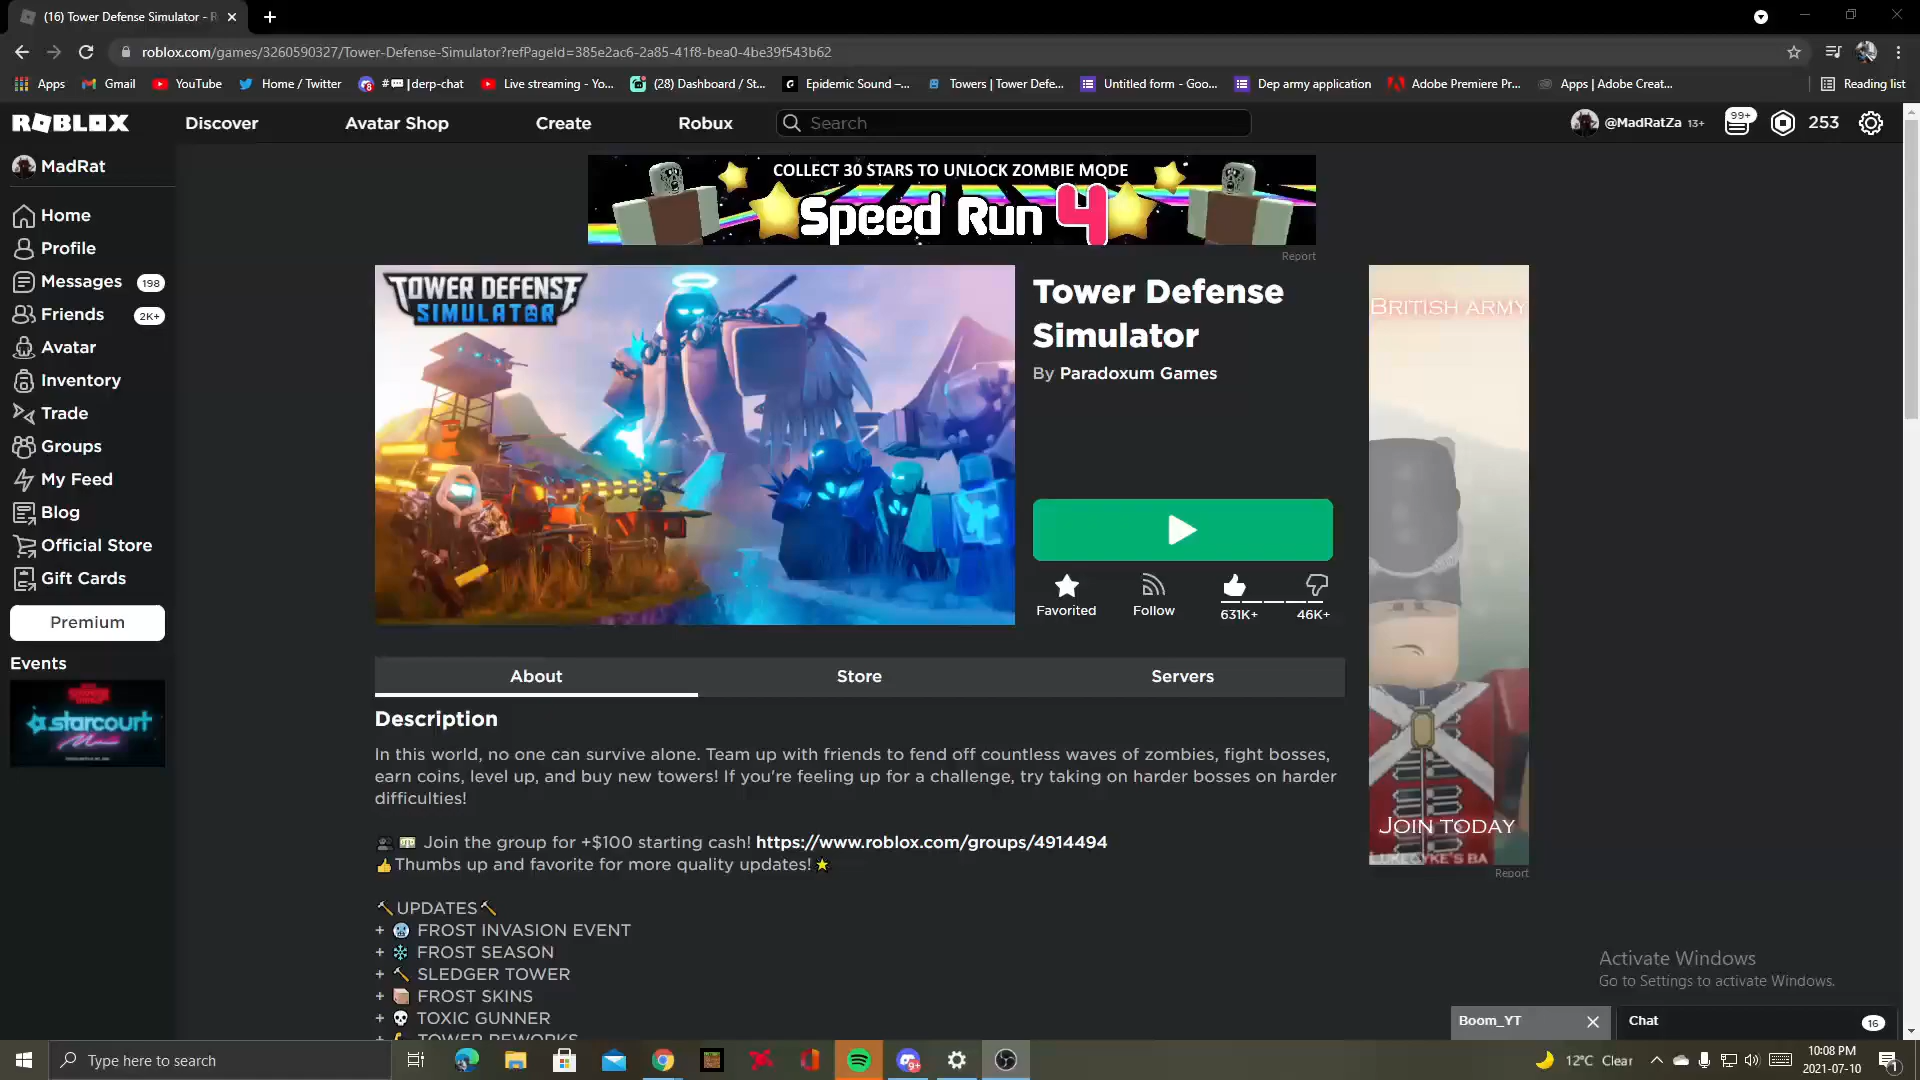 (16) Tower Defense Simulator - R
roblox.com/games/3260590327/Tower-Defense-Simulator?refPageId=385e2ac6-2a85-41f8-bea0-4be39f543b62
Apps Gmail YouTube Home / Twitter #💬|derp-chat Live streaming - Yo... (28) Dashboard / St... Epidemic Sound –... Towers | Tower Defe... Untitled form - Goo... Dep army application Adobe Premiere Pr... Apps | Adobe Creat... Reading list
ROBLOX Discover Avatar Shop Create Robux Search @MadRatZa 13+ 99+ 253
MadRat
Home
Profile
Messages 198
Friends 2K+
Avatar
Inventory
Trade
Groups
My Feed
Blog
Official Store
Gift Cards
Premium
Events
starcourt
COLLECT 30 STARS TO UNLOCK ZOMBIE MODE
Speed Run 4
Report
TOWER DEFENSE
SIMULATOR
Tower Defense
Simulator
By Paradoxum Games
Favorited Follow 631K+ 46K+
BRITISH ARMY
JOIN TODAY
Report
About Store Servers
Description
In this world, no one can survive alone. Team up with friends to fend off countless waves of zombies, fight bosses,
earn coins, level up, and buy new towers! If you're feeling up for a challenge, try taking on harder bosses on harder
difficulties!
👥💵 Join the group for +$100 starting cash! https://www.roblox.com/groups/4914494
👍Thumbs up and favorite for more quality updates!⭐
🔨UPDATES🔨
+ 🥶 FROST INVASION EVENT
+ ❄ FROST SEASON
+ 🔨 SLEDGER TOWER
+ FROST SKINS
+ 💀 TOXIC GUNNER
+ TOWER REWORKS
Activate Windows
Go to Settings to activate Windows.
Boom_YT
Chat 16
Type here to search
9+
12°C Clear
10:08 PM
2021-07-10
1